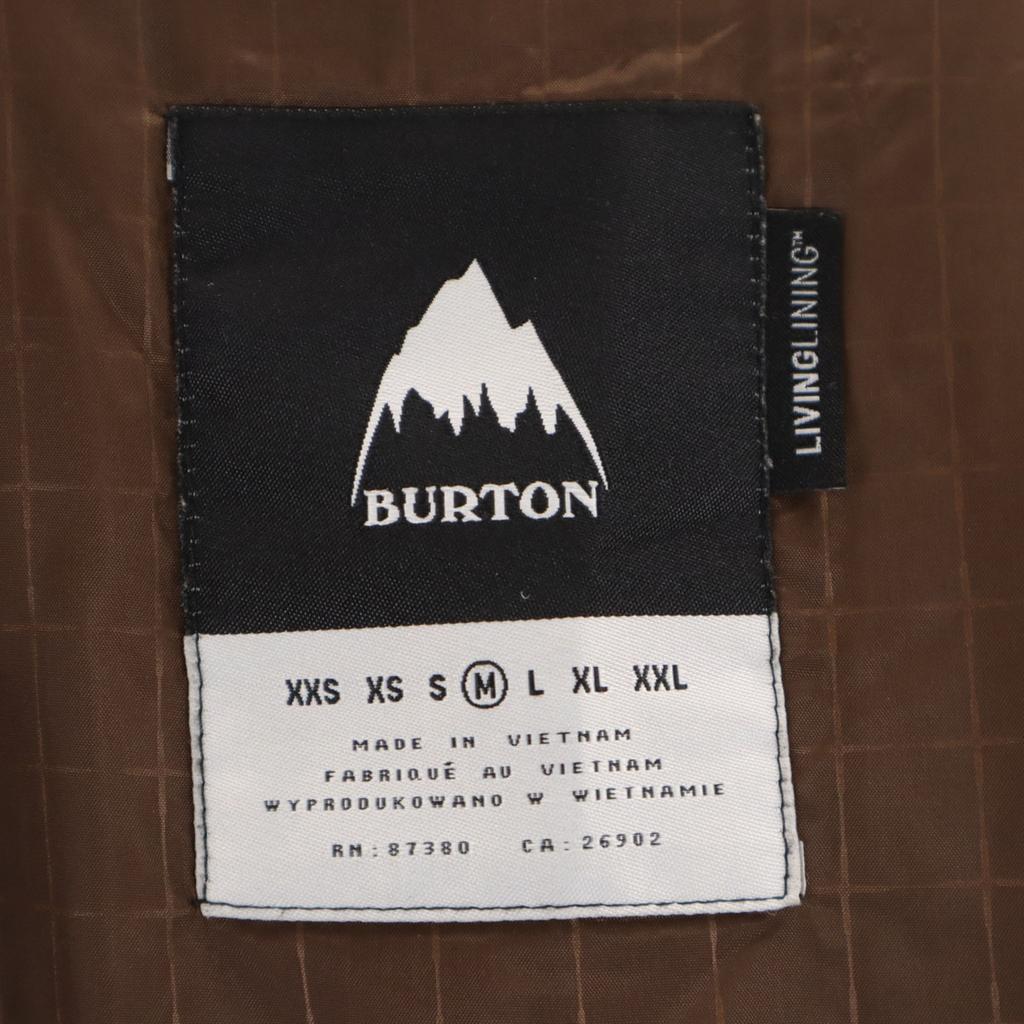 BURTON
LIVINGLINING™
XXS XS S M L XL XXL
MADE IN VIETNAM
FABRIQUÉ AU VIETNAM
WYPRODUKOWANO W WIETNAMIE
RN: 87380 CA: 26902